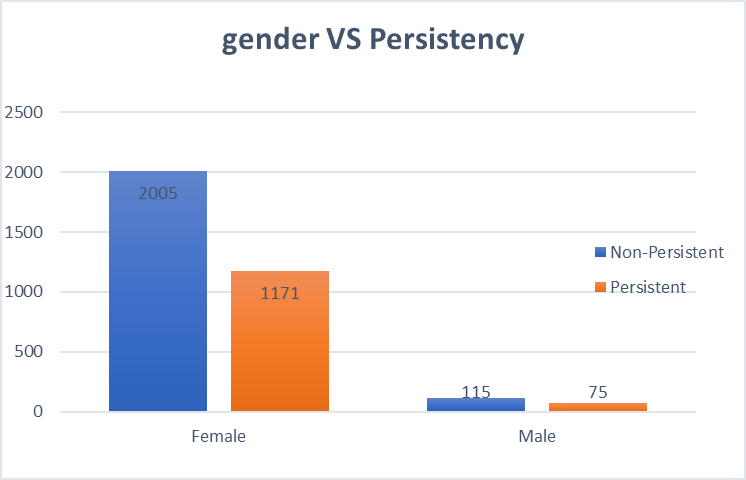 gender VS Persistency
2500
2000
1500
1000
500
0
2005
1171
115
75
Female
Male
Non-Persistent
Persistent